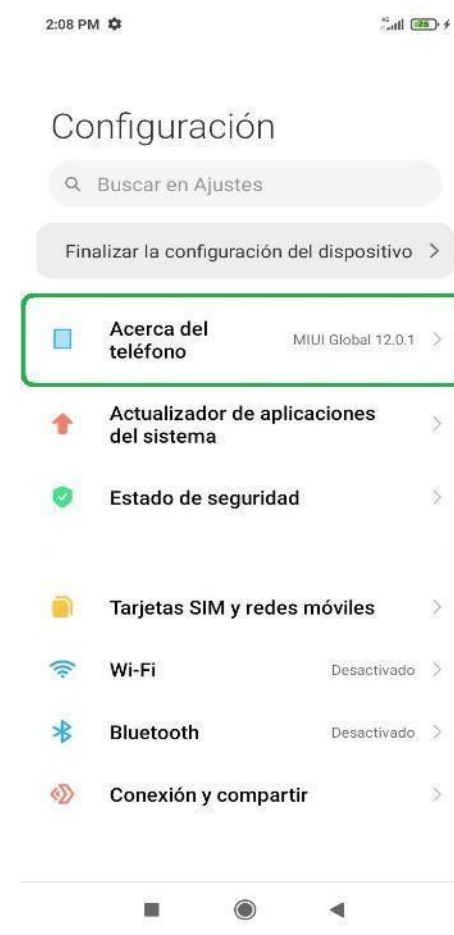 2:08 PM
4G 75
Configuración
Buscar en Ajustes
Finalizar la configuración del dispositivo
Acerca del
teléfono
MIUI Global 12.0.1
Actualizador de aplicaciones
del sistema
Estado de seguridad
Tarjetas SIM y redes móviles
Wi-Fi Desactivado
Bluetooth Desactivado
Conexión y compartir